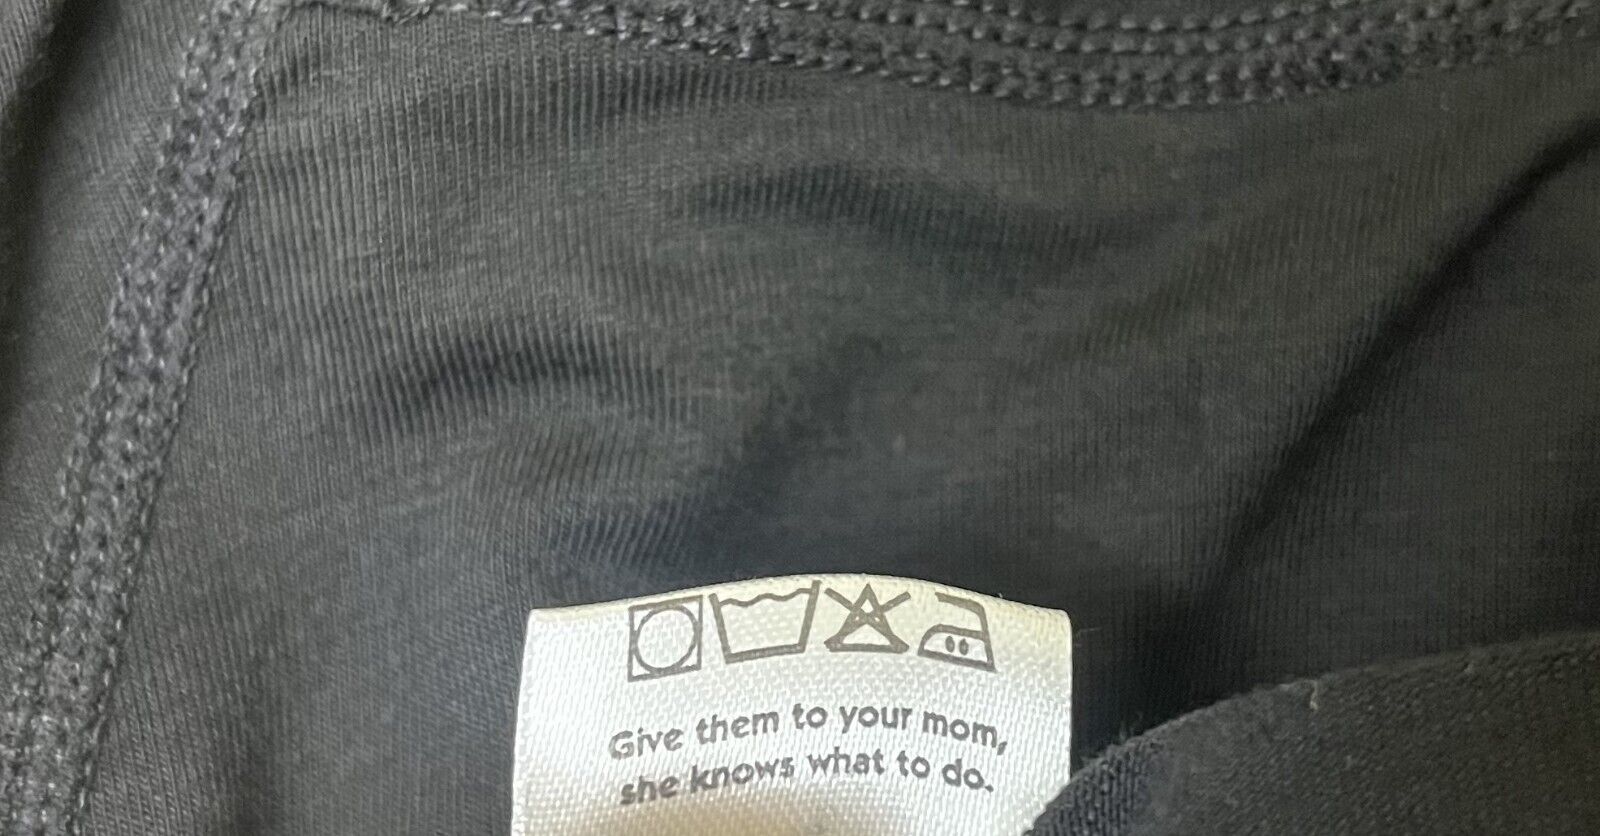 Give them to your mom,
she knows what to do.